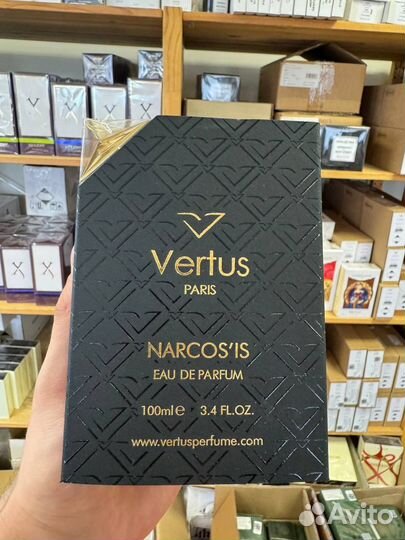 Vertus
PARIS
NARCOS'IS
EAU DE PARFUM
100ml e 3.4 FL.OZ.
www.vertusperfume.com
Avito